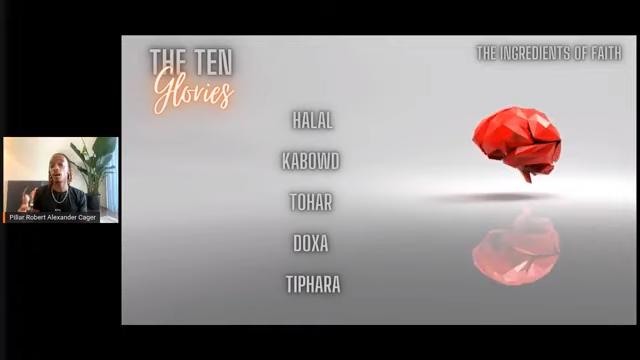 THE TEN
Glories
THE INGREDIENTS OF FAITH
HALAL
KABOWD
TOHAR
DOXA
TIPHARA
Pillar Robert Alexander Cager